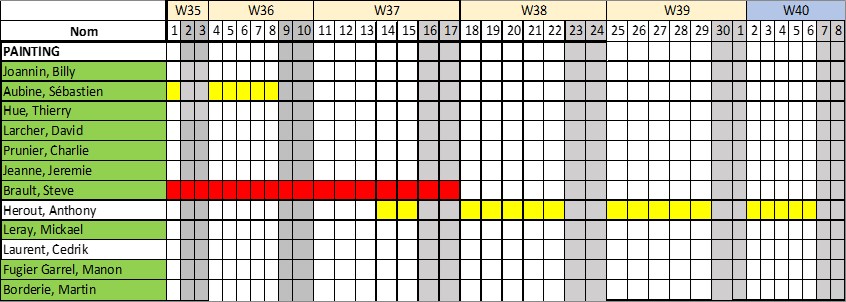 W35 W36 W37 W38 W39 W40
Nom 1 2 3 4 5 6 7 8 9 10 11 12 13 14 15 16 17 18 19 20 21 22 23 24 25 26 27 28 29 30 1 2 3 4 5 6 7 8
PAINTING
Joannin, Billy
Aubine, Sébastien
Hue, Thierry
Larcher, David
Prunier, Charlie
Jeanne, Jeremie
Brault, Steve
Herout, Anthony
Leray, Mickael
Laurent, Cedrik
Fugier Garrel, Manon
Borderie, Martin